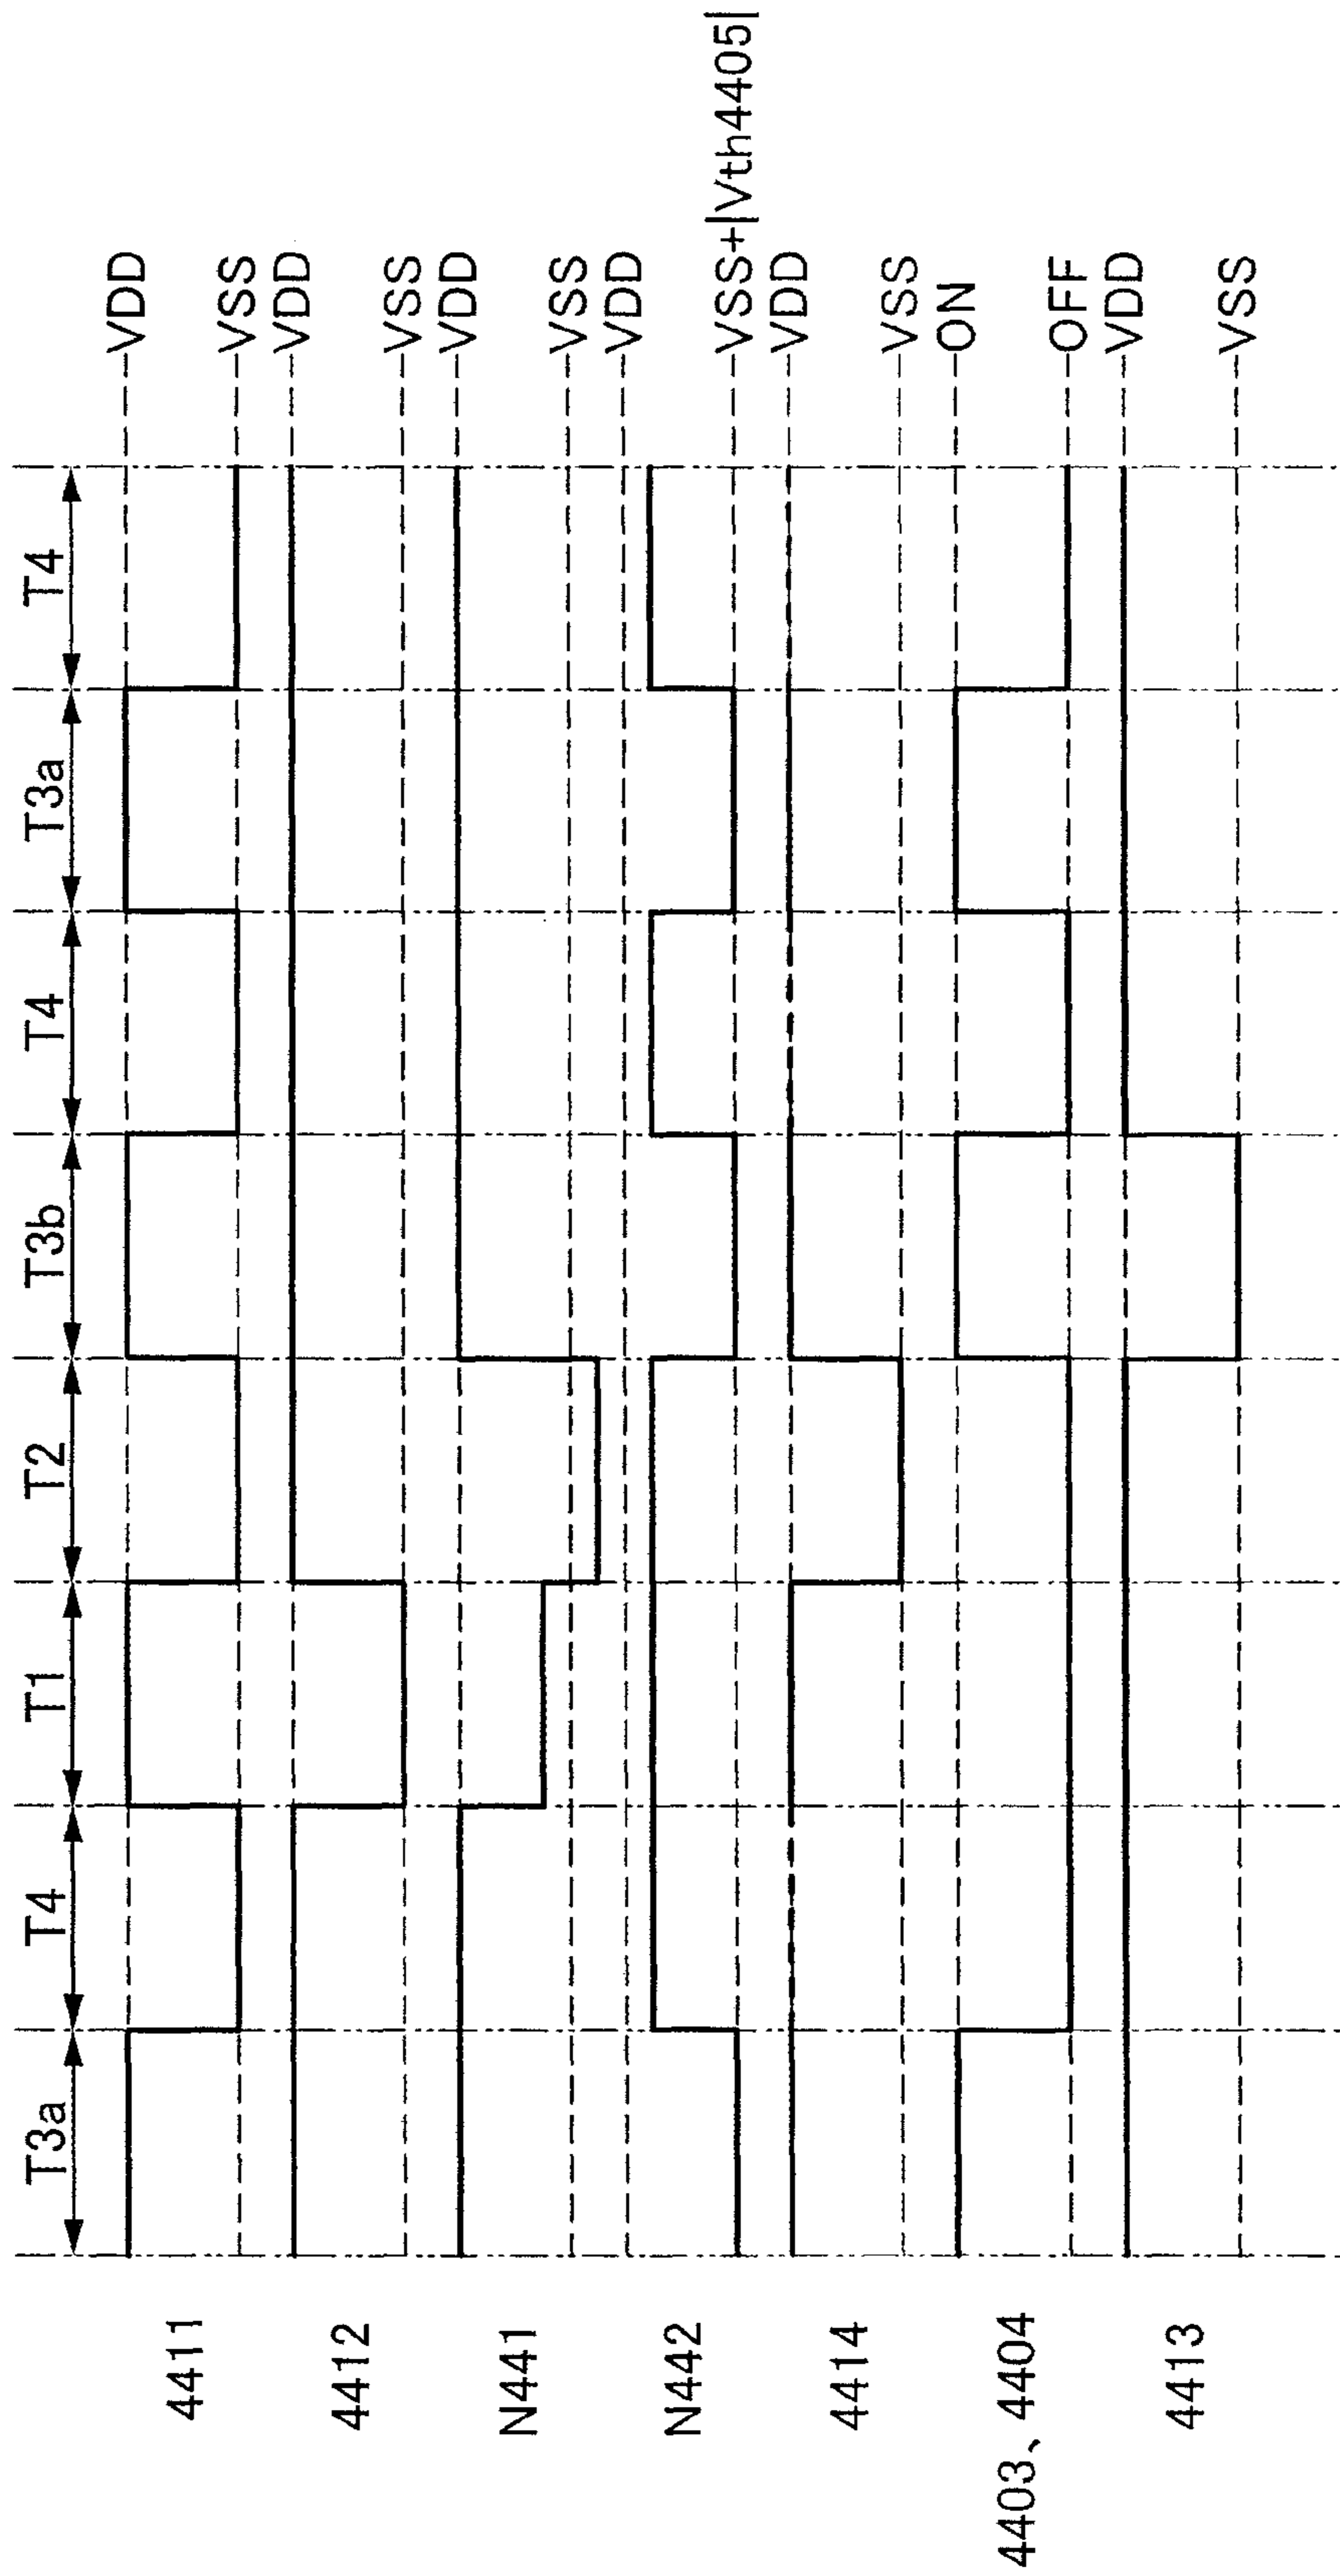 T3a T4 T1 T2 T3b T4 T3a T4
4411 VDD
VSS
4412 VDD
VSS
N441 VDD
VSS
N442 VDD
VSS+|Vth4405|
4414 VDD
VSS
4403、4404 ON
OFF
4413 VDD
VSS